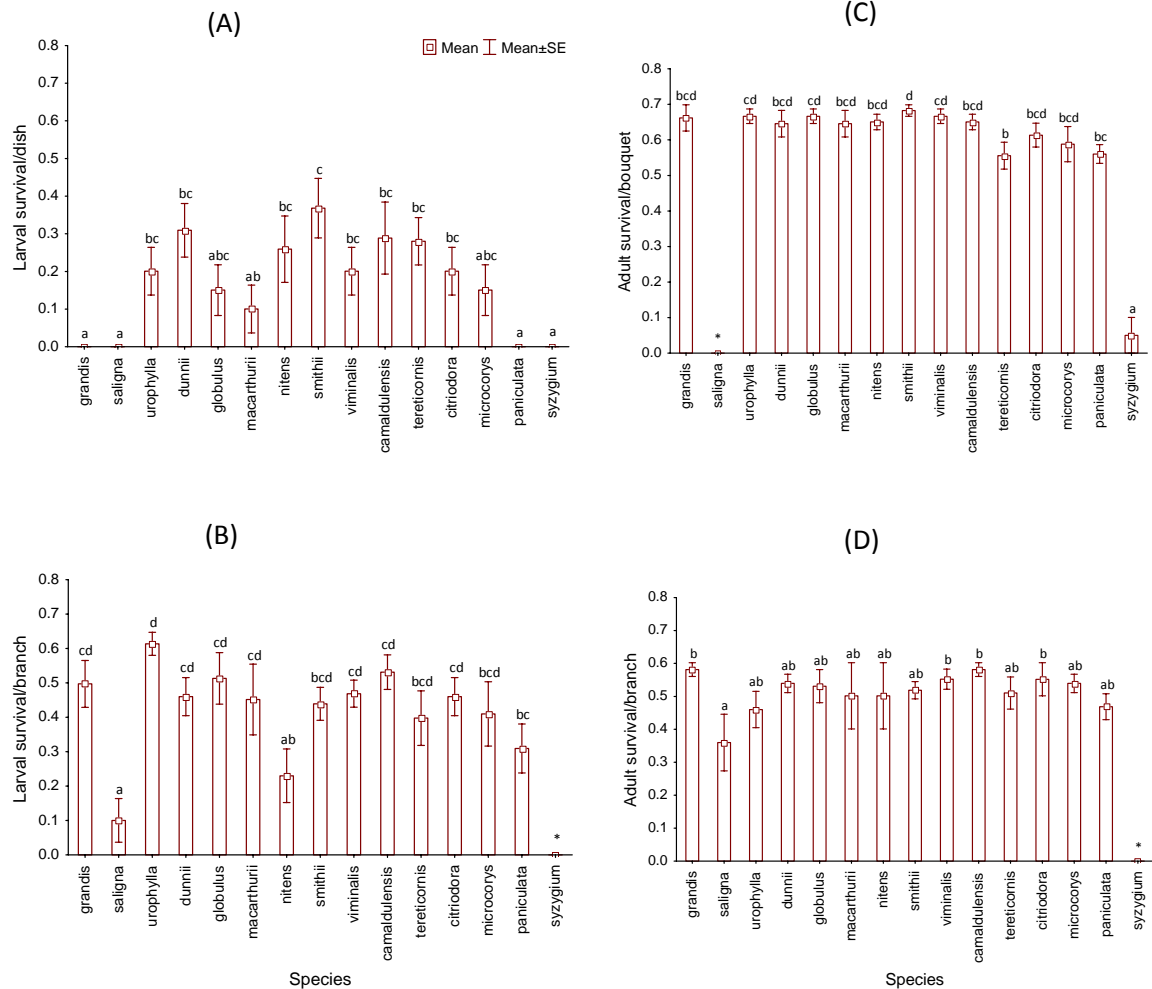 (A)
Larval survival/dish
0.8
0.7
0.6
0.5
0.4
0.3
0.2
0.1
0.0
Mean Mean±SE
a a bc bc abc ab bc c bc bc bc bc abc a a
grandis saligna urophylla dunnii globulus macarthurii nitens smithii viminalis camaldulensis tereticornis citriodora microcorys paniculata syzygium
(C)
Adult survival/bouquet
0.8
0.7
0.6
0.5
0.4
0.3
0.2
0.1
0.0
bcd * cd bcd cd bcd bcd d cd bcd b bcd bcd bc a
grandis saligna urophylla dunnii globulus macarthurii nitens smithii viminalis camaldulensis tereticornis citriodora microcorys paniculata syzygium
(B)
Larval survival/branch
0.8
0.7
0.6
0.5
0.4
0.3
0.2
0.1
0.0
cd a d cd cd cd ab bcd cd cd bcd cd bcd bc *
grandis saligna urophylla dunnii globulus macarthurii nitens smithii viminalis camaldulensis tereticornis citriodora microcorys paniculata syzygium
Species
(D)
Adult survival/branch
0.8
0.7
0.6
0.5
0.4
0.3
0.2
0.1
0.0
b a ab ab ab ab ab ab b b ab b ab ab *
grandis saligna urophylla dunnii globulus macarthurii nitens smithii viminalis camaldulensis tereticornis citriodora microcorys paniculata syzygium
Species